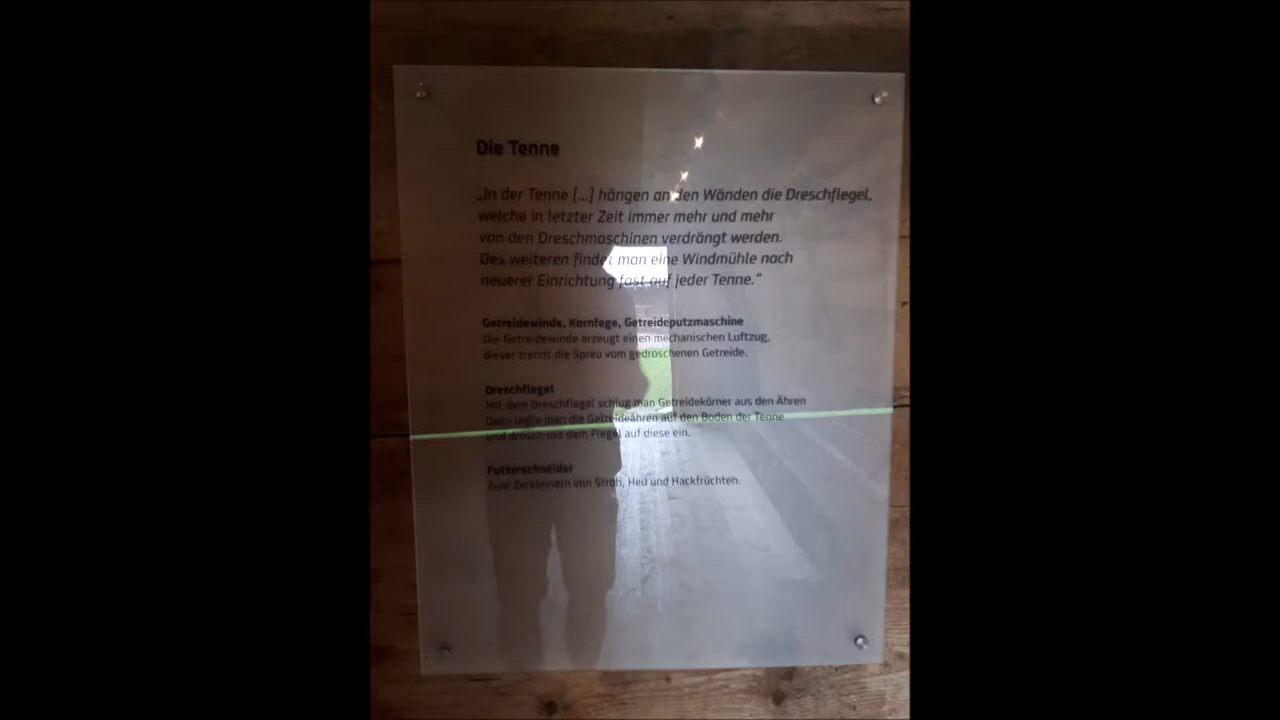 Die Tenne
„In der Tenne [...] hängen an den Wänden die Dreschflegel,
welche in letzter Zeit immer mehr und mehr
von den Dreschmaschinen verdrängt werden.
Des weiteren findet man eine Windmühle nach
neuerer Einrichtung fast auf jeder Tenne.“
Getreidewinde, Kornfege, Getreideputzmaschine
Die Getreidewinde erzeugt einen mechanischen Luftzug,
dieser trennt die Spreu vom gedroschenen Getreide.
Dreschflegel
Mit dem Dreschflegel schlug man Getreidekörner aus den Ähren
Dazu legte man die Getreideähren auf den Boden der Tenne
und drosch mit dem Flegel auf diese ein.
Futterschneider
Zum Zerkleinern von Stroh, Heu und Hackfrüchten.